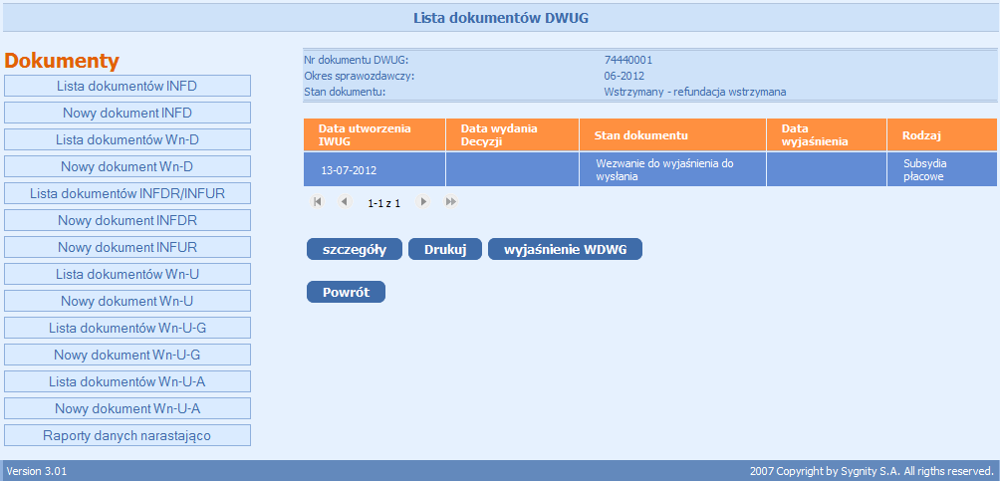 Lista dokumentów DWUG
Dokumenty
Lista dokumentów INFD
Nowy dokument INFD
Lista dokumentów Wn-D
Nowy dokument Wn-D
Lista dokumentów INFDR/INFUR
Nowy dokument INFDR
Nowy dokument INFUR
Lista dokumentów Wn-U
Nowy dokument Wn-U
Lista dokumentów Wn-U-G
Nowy dokument Wn-U-G
Lista dokumentów Wn-U-A
Nowy dokument Wn-U-A
Raporty danych narastająco
Nr dokumentu DWUG: 74440001
Okres sprawozdawczy: 06-2012
Stan dokumentu: Wstrzymany - refundacja wstrzymana
Data utworzenia IWUG Data wydania Decyzji Stan dokumentu Data wyjaśnienia Rodzaj
13-07-2012 Wezwanie do wyjaśnienia do wysłania Subsydia płacowe
1-1 z 1
szczegóły Drukuj wyjaśnienie WDWG
Powrót
Version 3.01 2007 Copyright by Sygnity S.A. All rigths reserved.